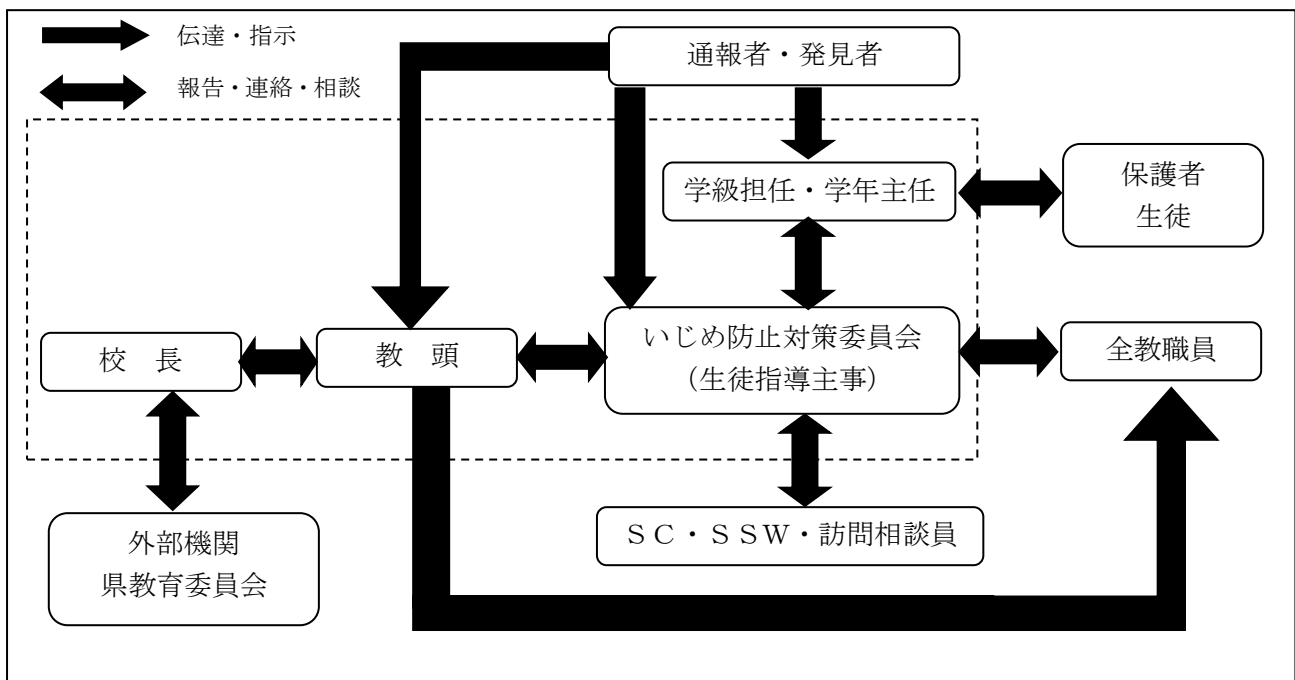 伝達・指示
報告・連絡・相談
通報者・発見者
学級担任・学年主任
保護者
生徒
校　長
教　頭
いじめ防止対策委員会
（生徒指導主事）
全教職員
外部機関
県教育委員会
ＳＣ・ＳＳＷ・訪問相談員